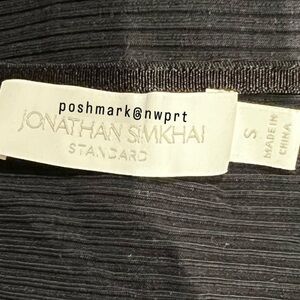 poshmark@nwprt
JONATHAN SIMKHAI
STANDARD
S
MADE IN
CHINA